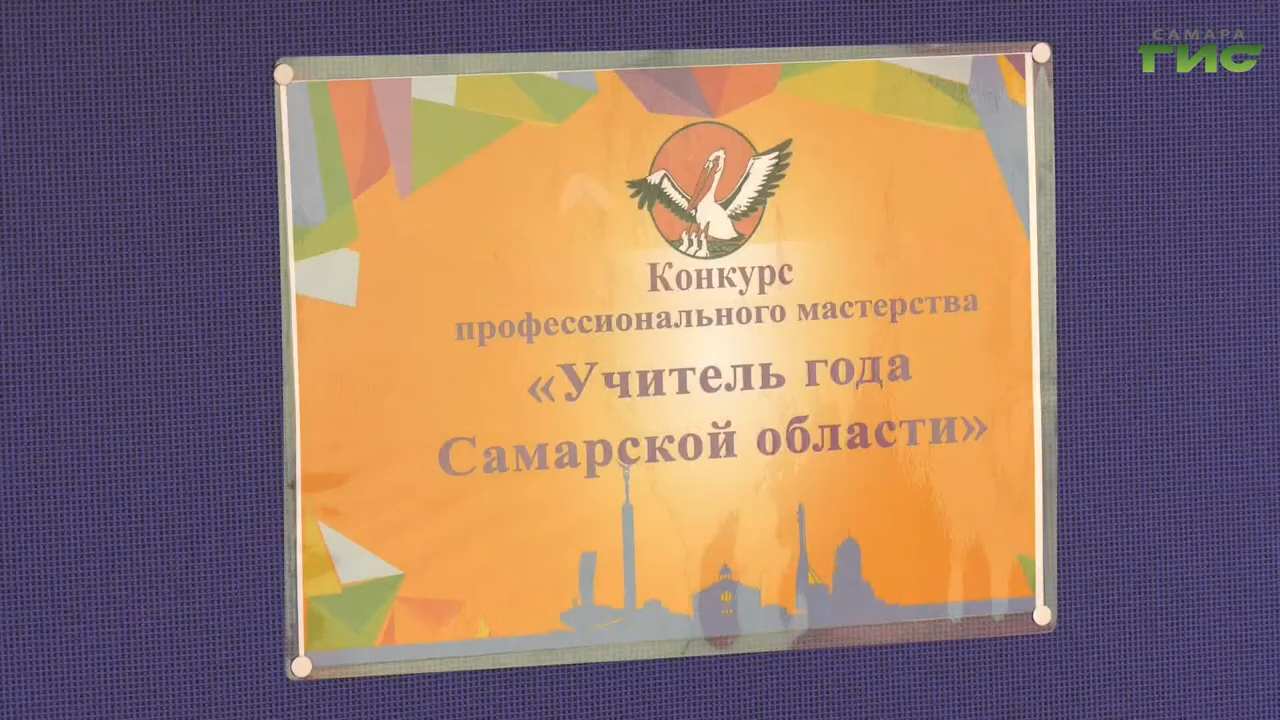 САМАРА
ГИС
Конкурс
профессионального мастерства
«Учитель года
Самарской области»